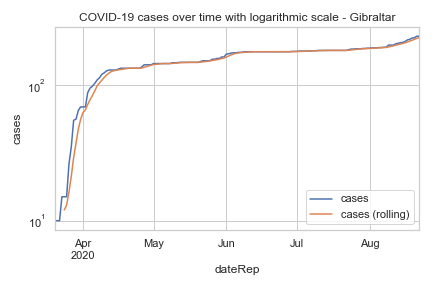 COVID-19 cases over time with logarithmic scale - Gibraltar
cases
10²
10¹
Apr
2020
May
Jun
Jul
Aug
dateRep
cases
cases (rolling)